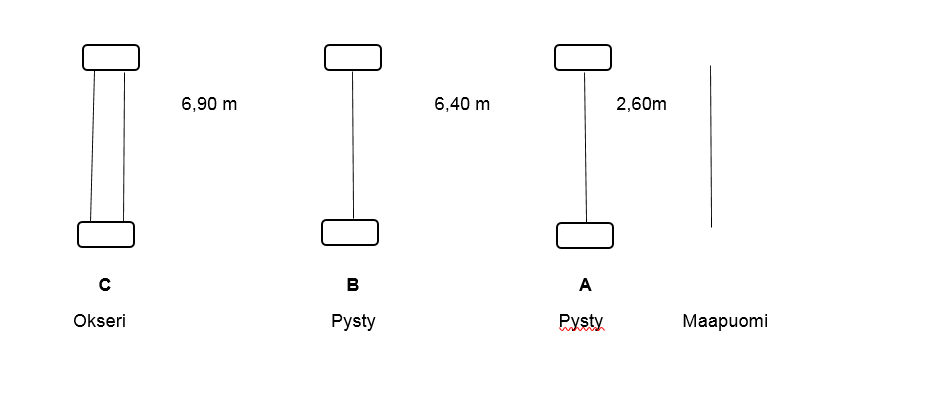 6,90 m
6,40 m
2,60m
C
B
A
Okseri
Pysty
Pysty
Maapuomi